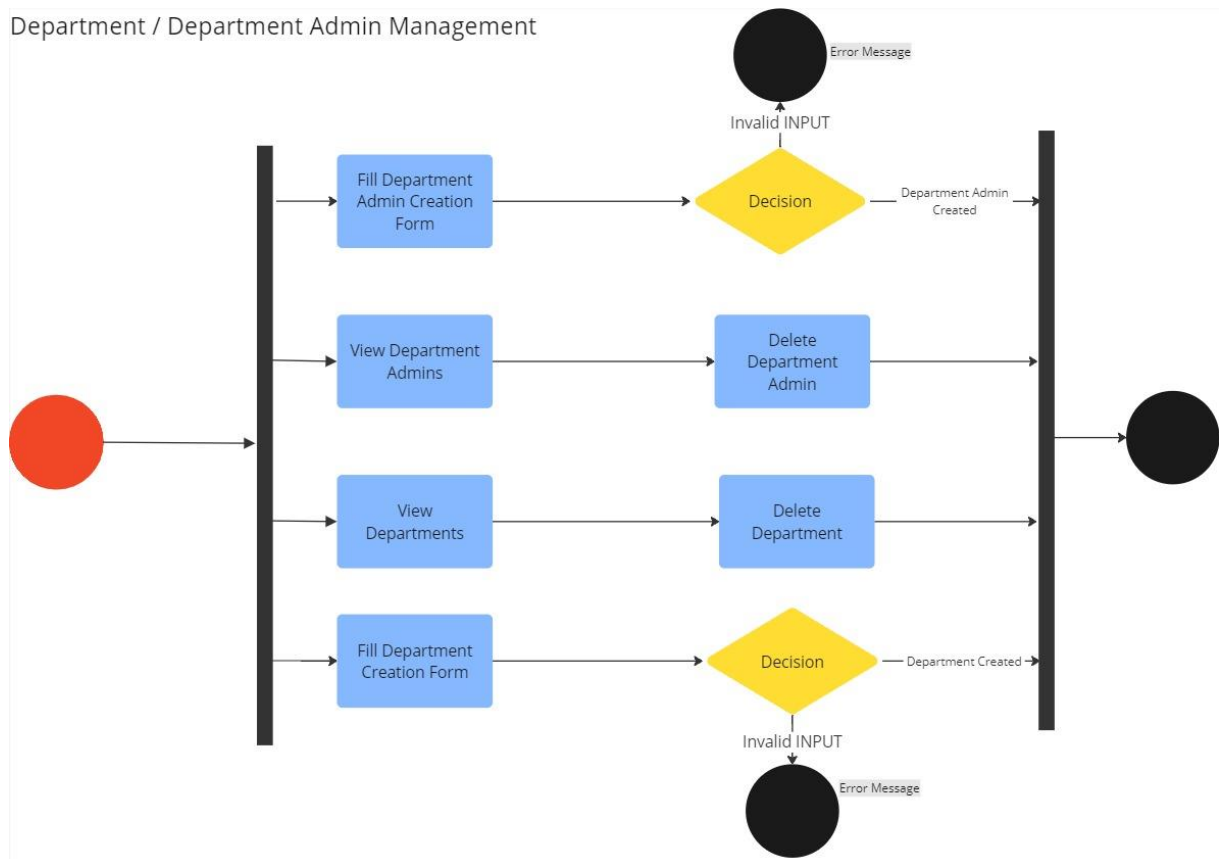 Department / Department Admin Management
Error Message
Invalid INPUT
Fill Department
Admin Creation
Form
Decision
Department Admin
Created
View Department
Admins
Delete
Department
Admin
View
Departments
Delete
Department
Fill Department
Creation Form
Decision
Department Created
Invalid INPUT
Error Message